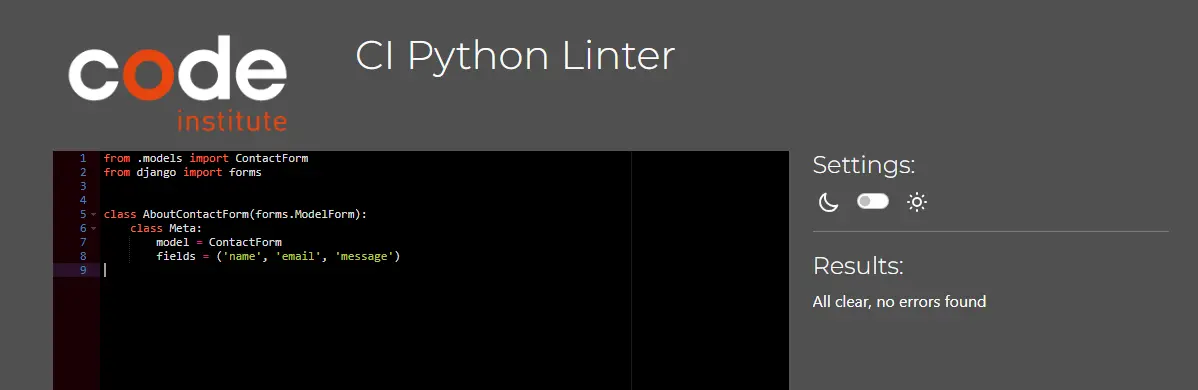 code
institute
CI Python Linter
1 from .models import ContactForm
2 from django import forms
3
4
5 class AboutContactForm(forms.ModelForm):
6     class Meta:
7         model = ContactForm
8         fields = ('name', 'email', 'message')
9
Settings:
Results:
All clear, no errors found